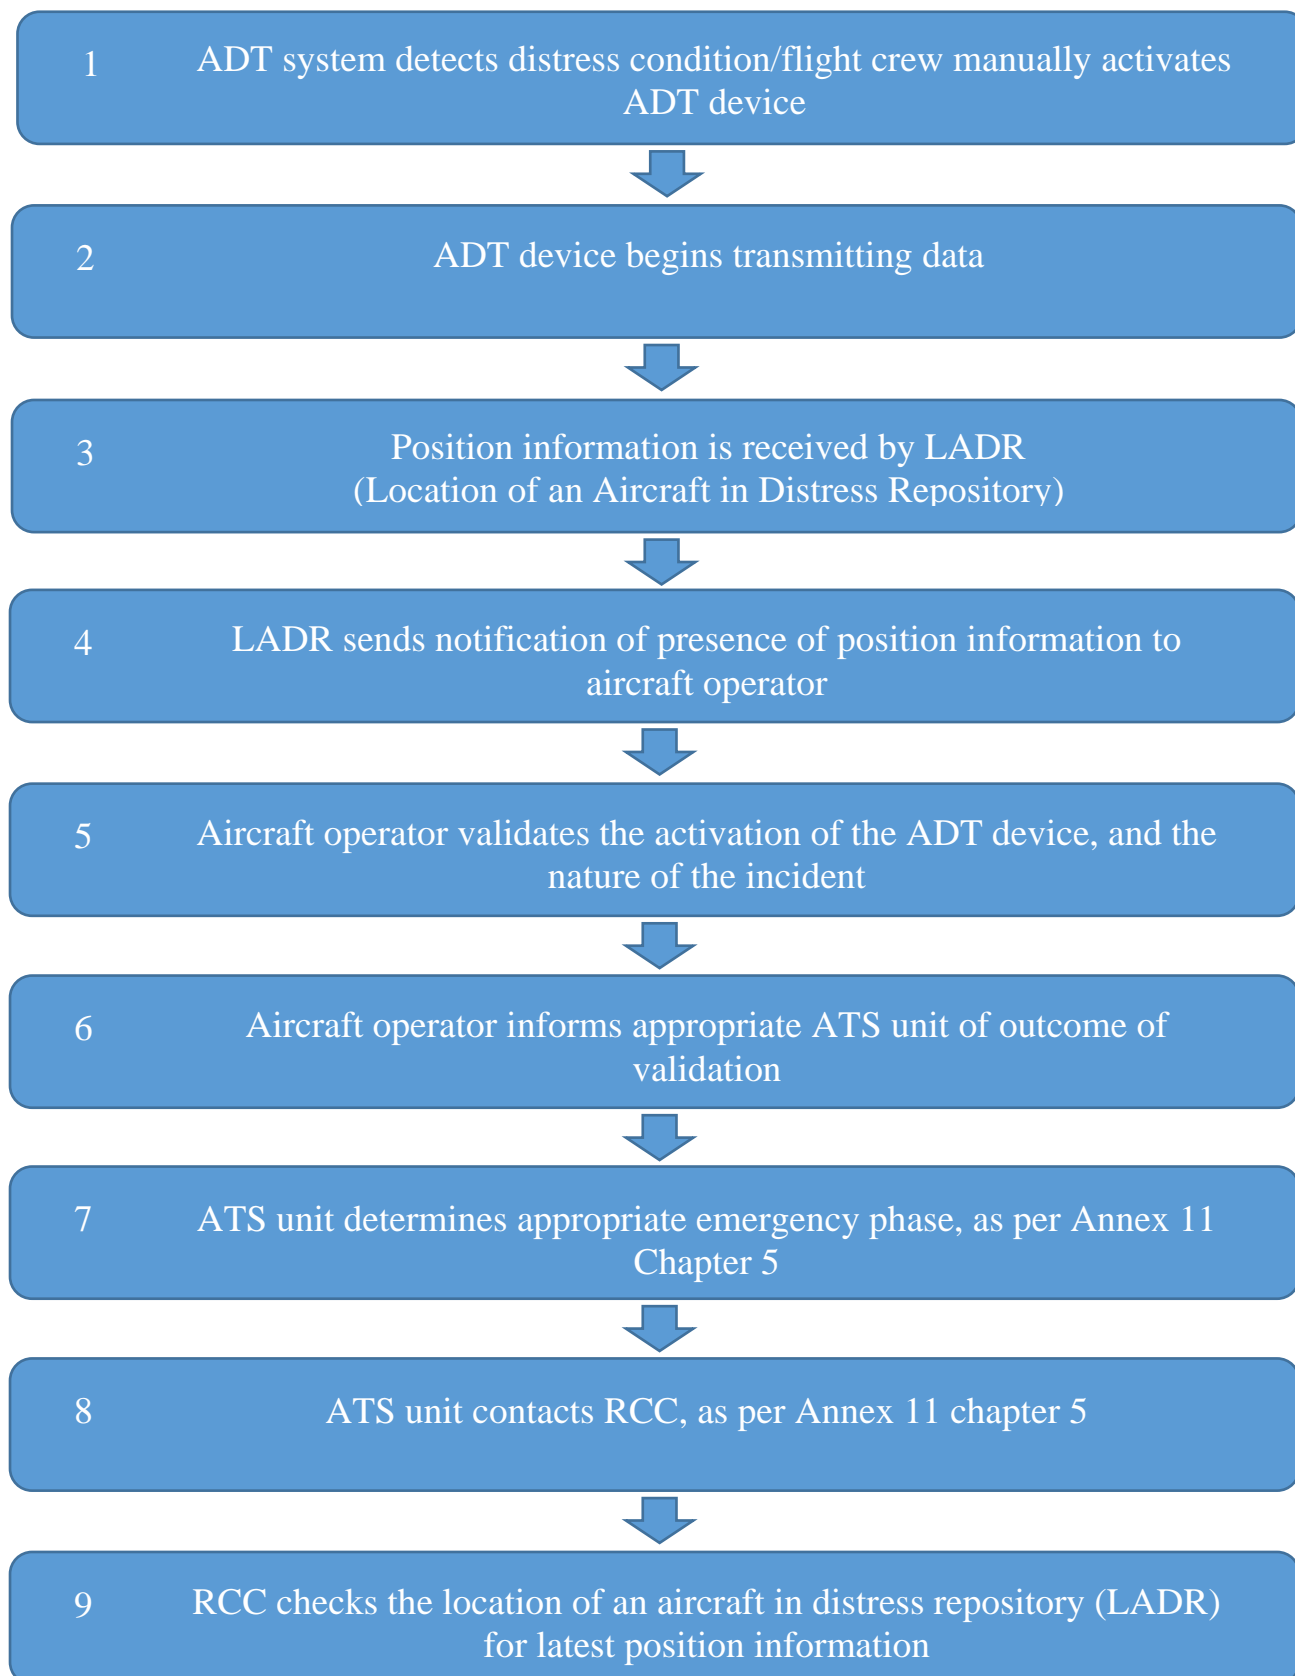 1
ADT system detects distress condition/flight crew manually activates
ADT device
2
ADT device begins transmitting data
3
Position information is received by LADR
(Location of an Aircraft in Distress Repository)
4
LADR sends notification of presence of position information to
aircraft operator
5
Aircraft operator validates the activation of the ADT device, and the
nature of the incident
6
Aircraft operator informs appropriate ATS unit of outcome of
validation
7
ATS unit determines appropriate emergency phase, as per Annex 11
Chapter 5
8
ATS unit contacts RCC, as per Annex 11 chapter 5
9
RCC checks the location of an aircraft in distress repository (LADR)
for latest position information